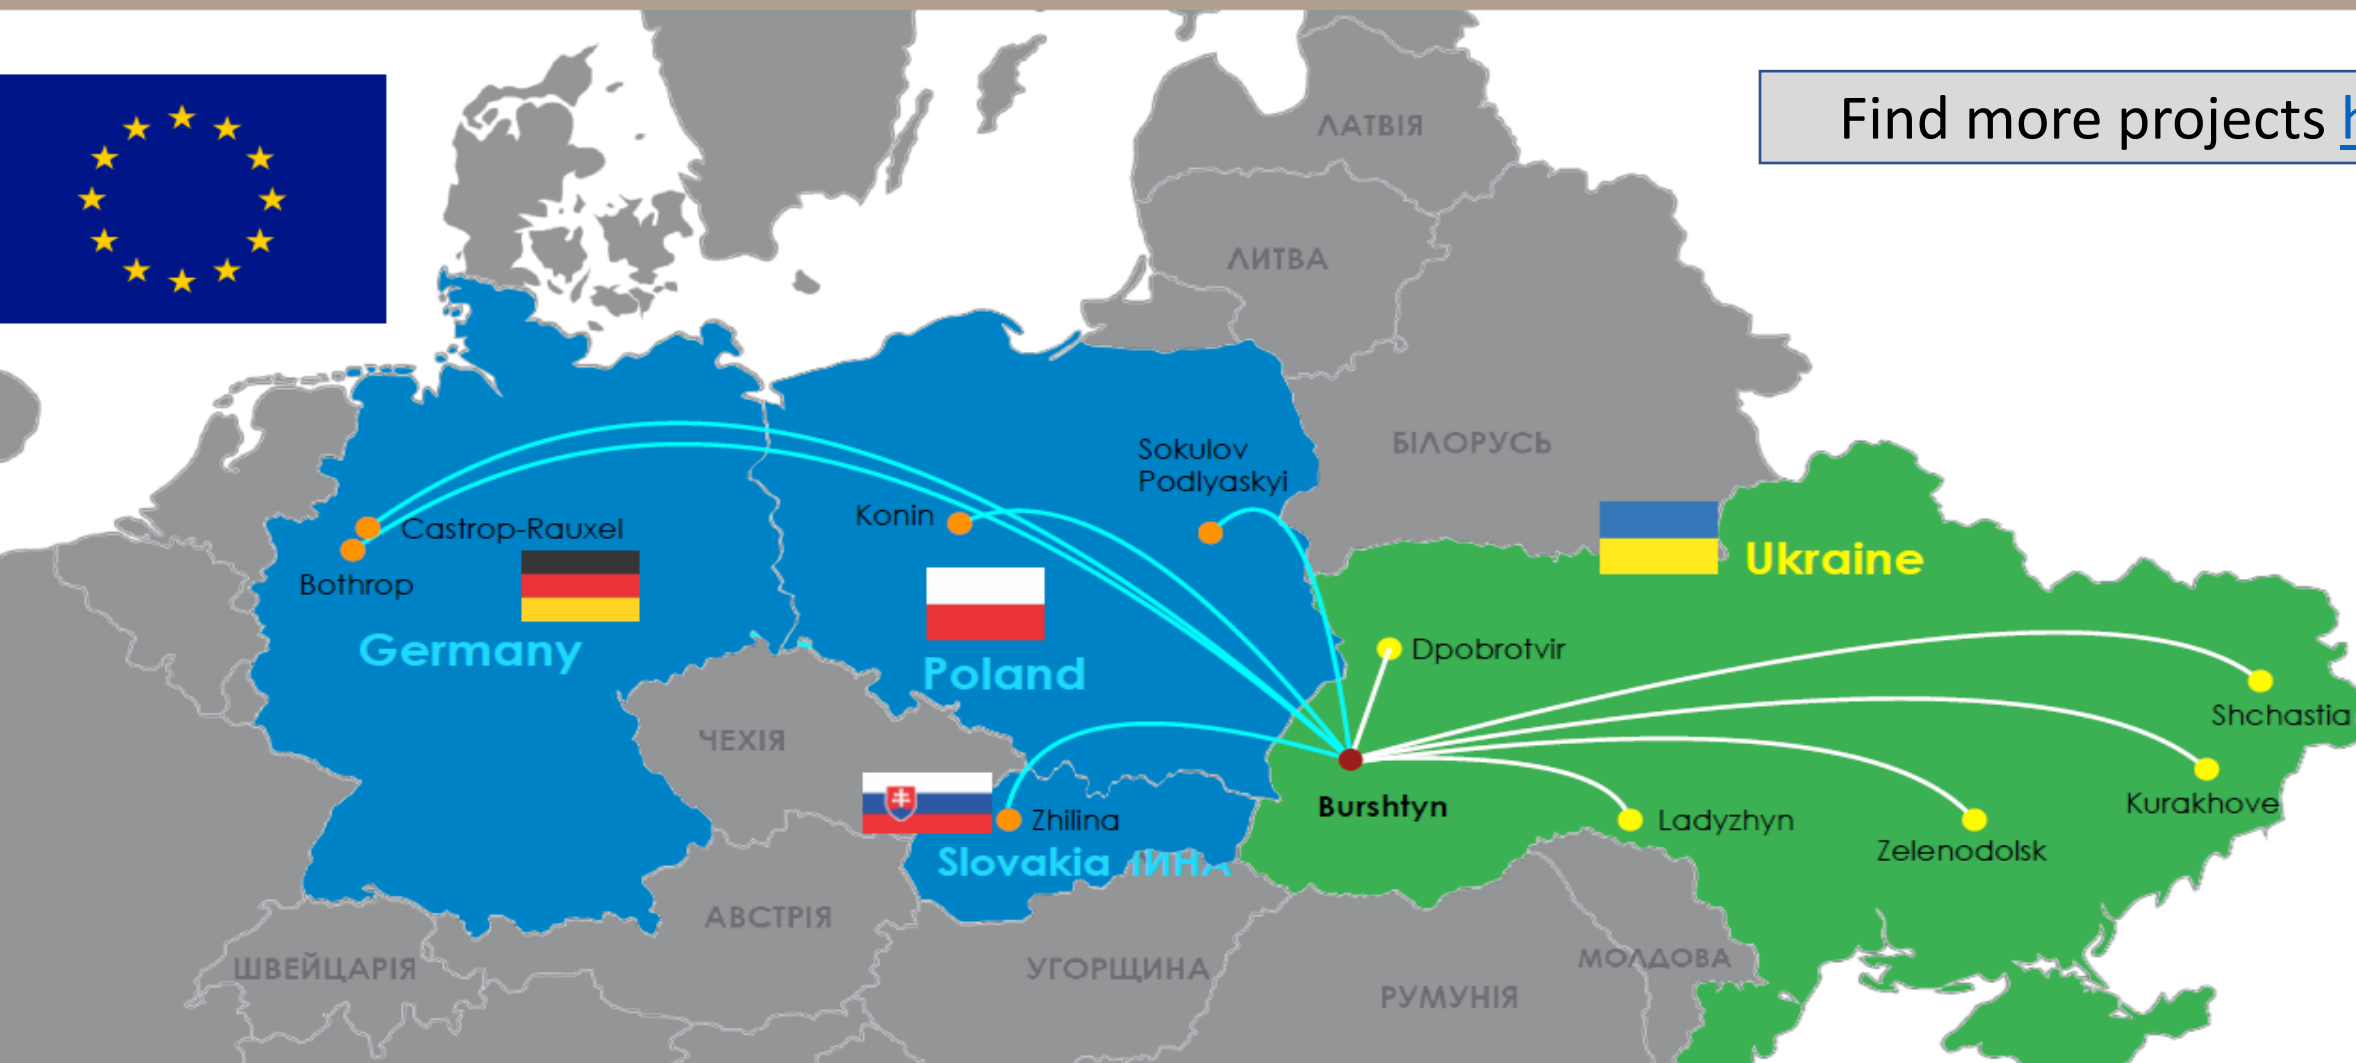 Find more projects
ЛАТВІЯ
ЛИТВА
БІЛОРУСЬ
Sokulov
Podlyaskyi
Konin
Castrop-Rauxel
Bothrop
Ukraine
Germany
Poland
Dpobrotvir
Shchastia
ЧЕХІЯ
Burshtyn
Kurakhove
Zhilina
Ladyzhyn
Zelenodolsk
Slovakia
АВСТРІЯ
ШВЕЙЦАРІЯ
УГОРЩИНА
МОЛДОВА
РУМУНІЯ